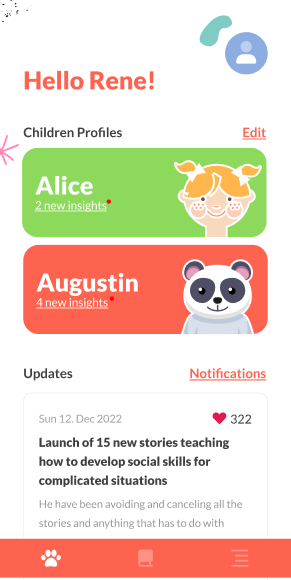 Hello Rene!
Children Profiles
Edit
Alice
2 new insights
Augustin
4 new insights
Updates
Notifications
Sun 12. Dec 2022
322
Launch of 15 new stories teaching
how to develop social skills for
complicated situations
He have been avoiding and canceling all the
stories and anything that has to do with